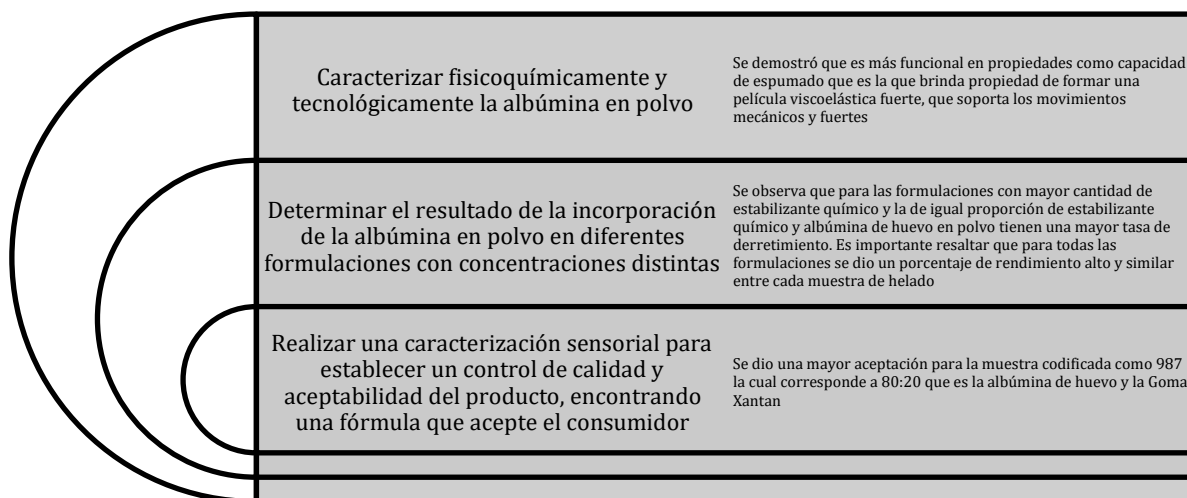 Caracterizar fisicoquímicamente y
tecnológicamente la albúmina en polvo
Se demostró que es más funcional en propiedades como capacidad
de espumado que es la que brinda propiedad de formar una
película viscoelástica fuerte, que soporta los movimientos
mecánicos y fuertes
Determinar el resultado de la incorporación
de la albúmina en polvo en diferentes
formulaciones con concentraciones distintas
Se observa que para las formulaciones con mayor cantidad de
estabilizante químico y la de igual proporción de estabilizante
químico y albúmina de huevo en polvo tienen una mayor tasa de
derretimiento. Es importante resaltar que para todas las
formulaciones se dio un porcentaje de rendimiento alto y similar
entre cada muestra de helado
Realizar una caracterización sensorial para
establecer un control de calidad y
aceptabilidad del producto, encontrando
una fórmula que acepte el consumidor
Se dio una mayor aceptación para la muestra codificada como 987
la cual corresponde a 80:20 que es la albúmina de huevo y la Goma
Xantan